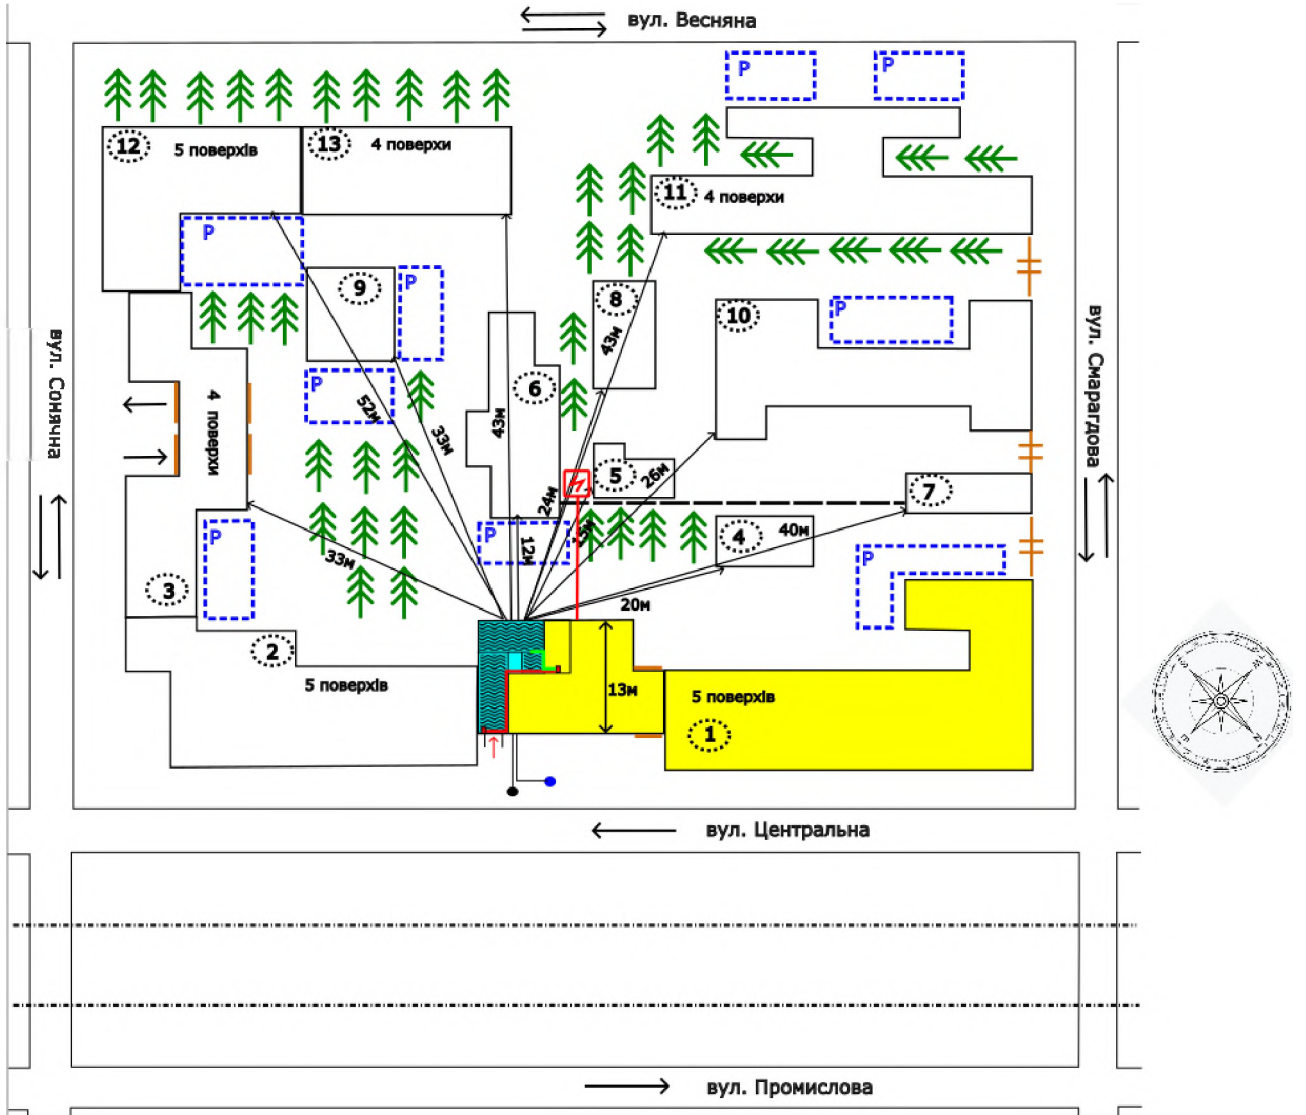 вул. Весняна
P
P
12
5 поверхів
13
4 поверхи
11
4 поверхи
P
9
P
8
10
P
43м
вул. Сонячна
вул. Смарагдова
P
6
52м
4 поверхи
43м
33м
5
26м
7
24м
15м
P
12м
4
40м
P
P
33м
3
20м
2
5 поверхів
13м
5 поверхів
1
вул. Центральна
вул. Промислова